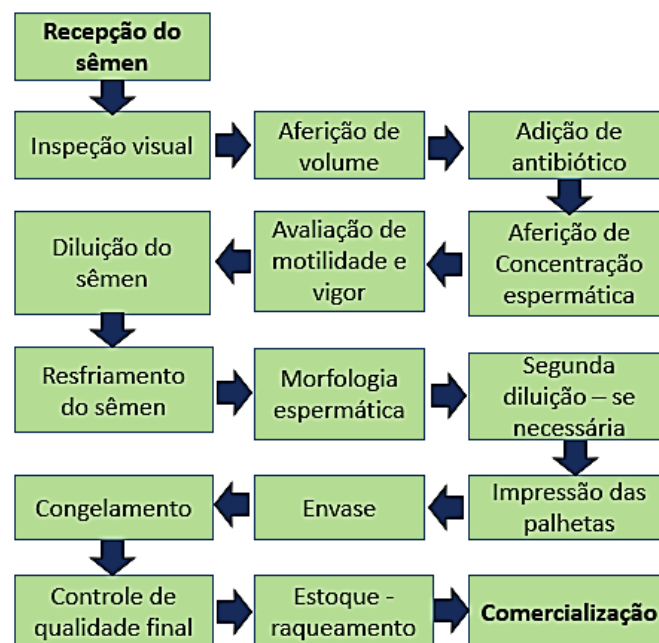 Recepção do
sêmen
Inspeção visual
Aferição de
volume
Adição de
antibiótico
Aferição de
Concentração
espermática
Avaliação de
motilidade e
vigor
Diluição do
sêmen
Resfriamento
do sêmen
Morfologia
espermática
Segunda
diluição – se
necessária
Impressão das
palhetas
Envase
Congelamento
Controle de
qualidade final
Estoque -
raqueamento
Comercialização